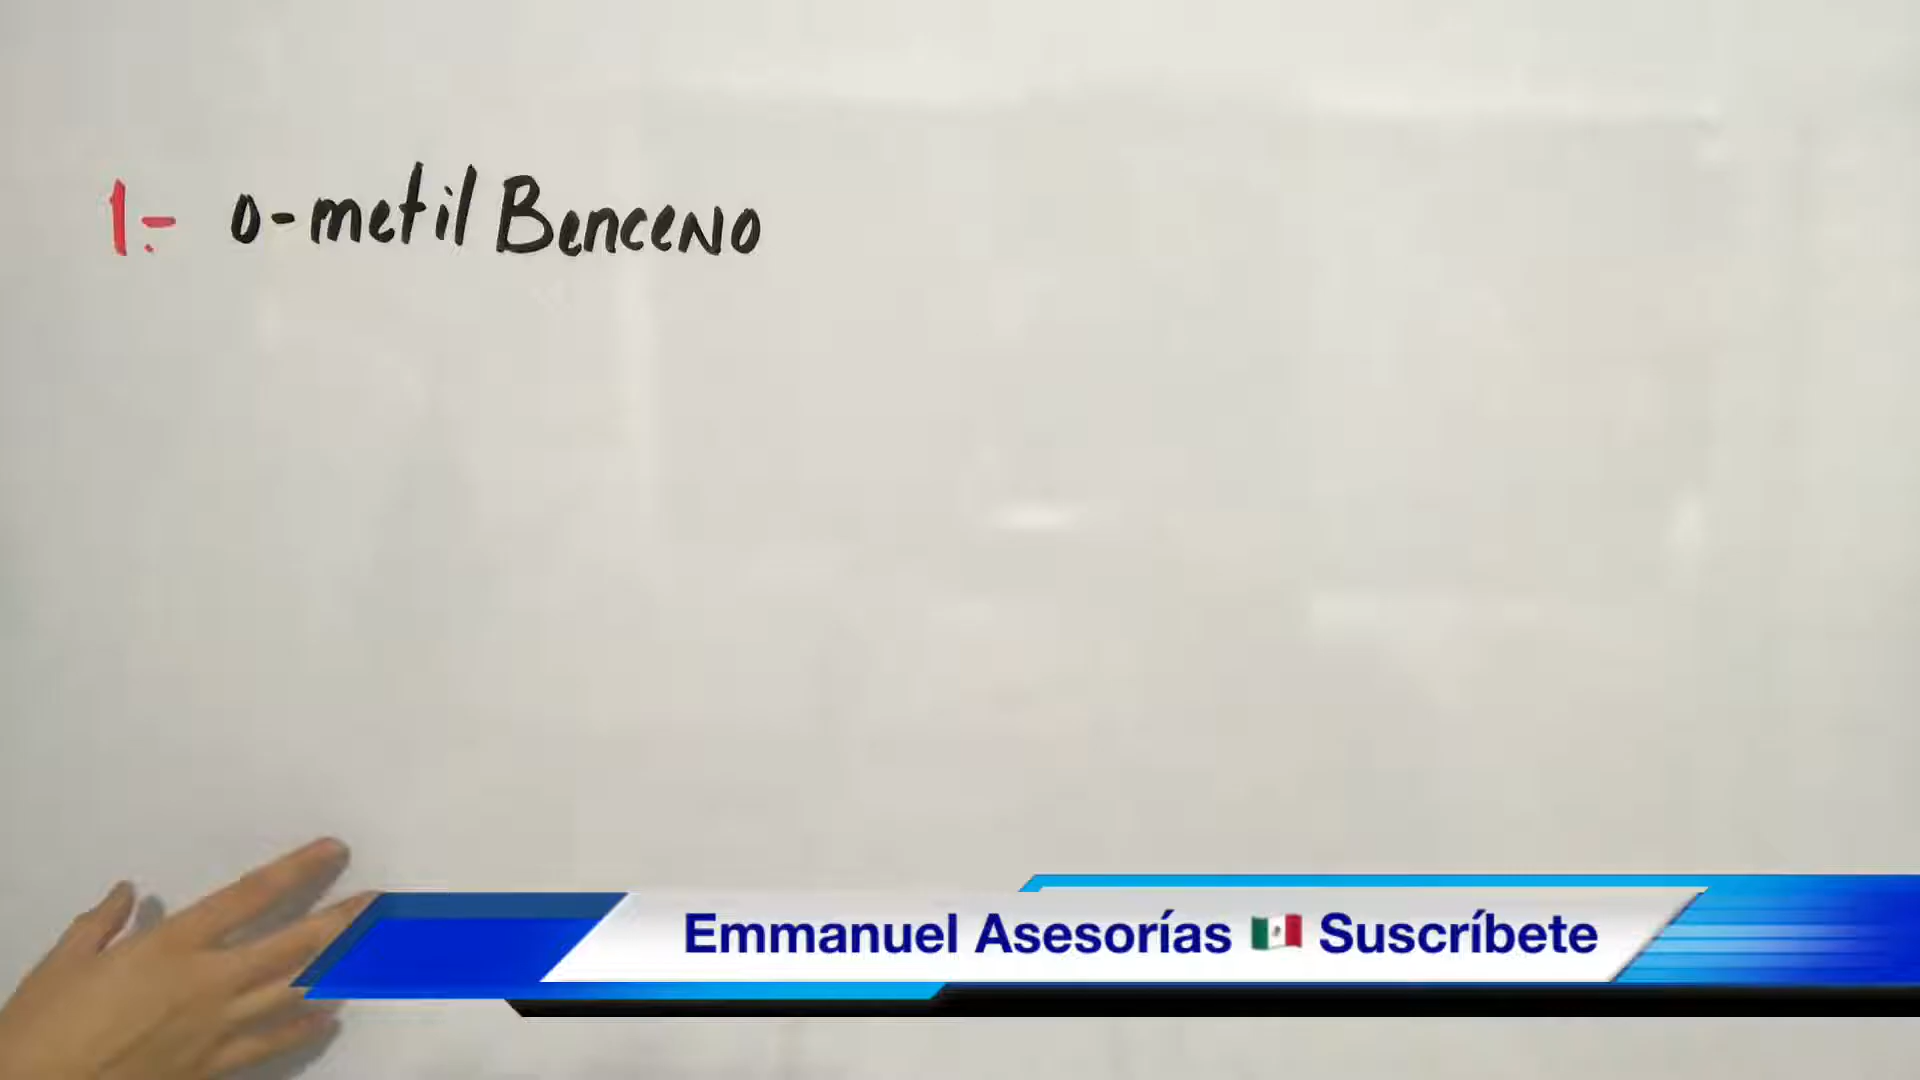 1.- o-metil Benceno
Emmanuel Asesorías 🇲🇽 Suscríbete